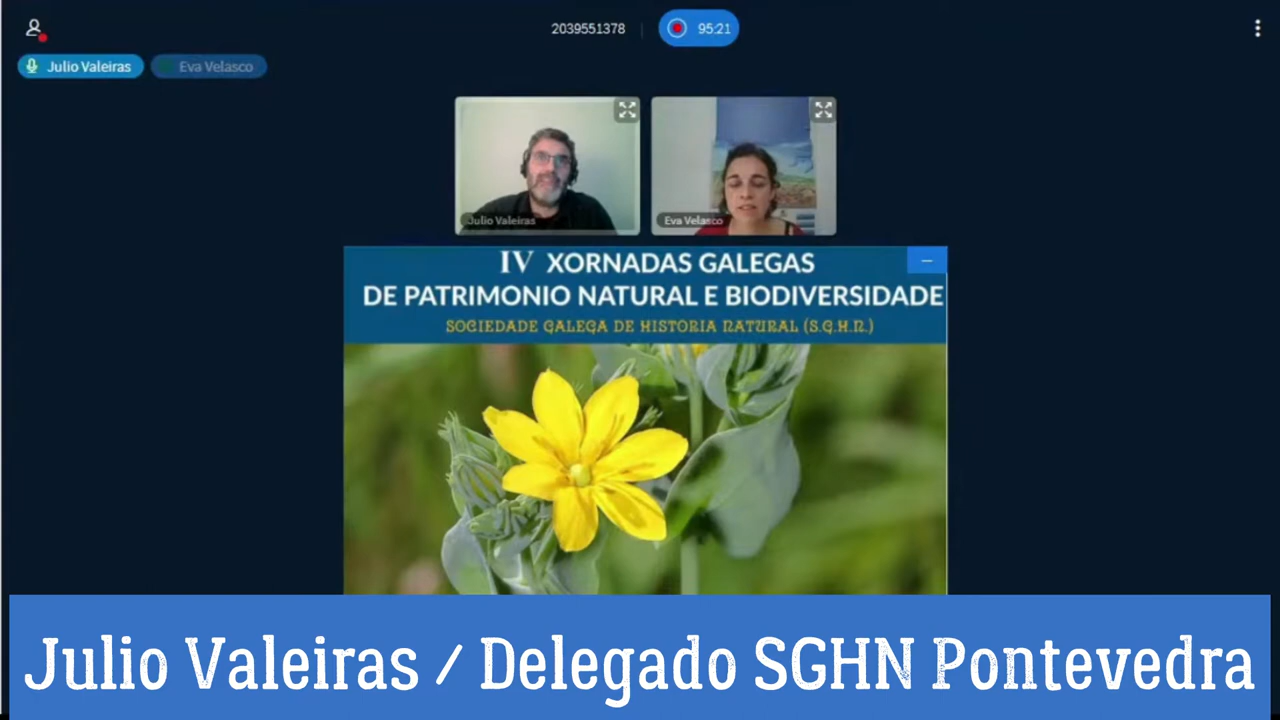 2039551378
95:21
Julio Valeiras
Eva Velasco
Julio Valeiras
Eva Velasco
IV XORNADAS GALEGAS
DE PATRIMONIO NATURAL E BIODIVERSIDADE
SOCIEDADE GALEGA DE HISTORIA NATURAL (S.G.H.N.)
Julio Valeiras / Delegado SGHN Pontevedra